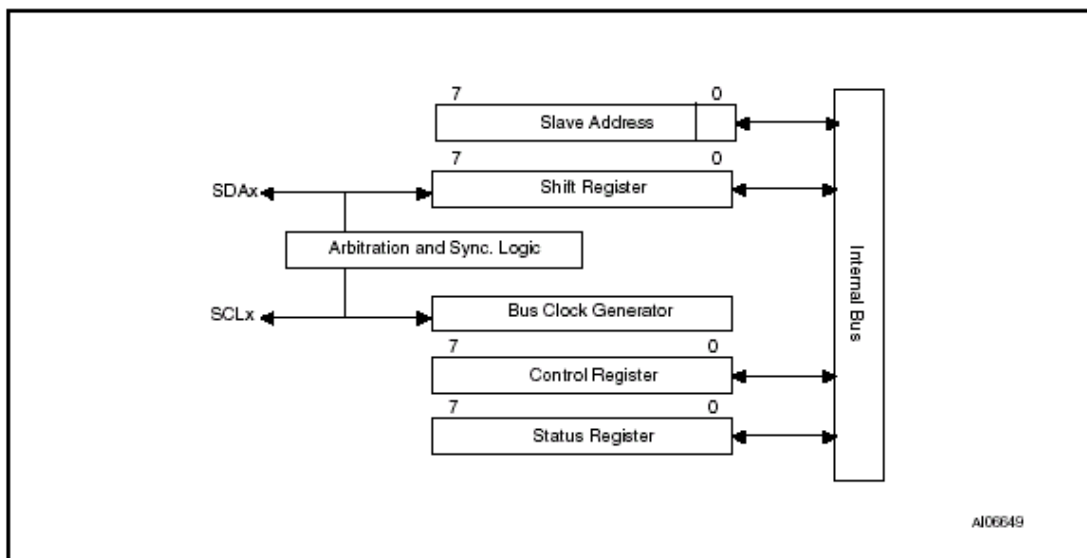 7 0
Slave Address
7 0
SDAx
Shift Register
Arbitration and Sync. Logic
SCLx
Bus Clock Generator
7 0
Control Register
7 0
Status Register
Internal Bus
AI06649